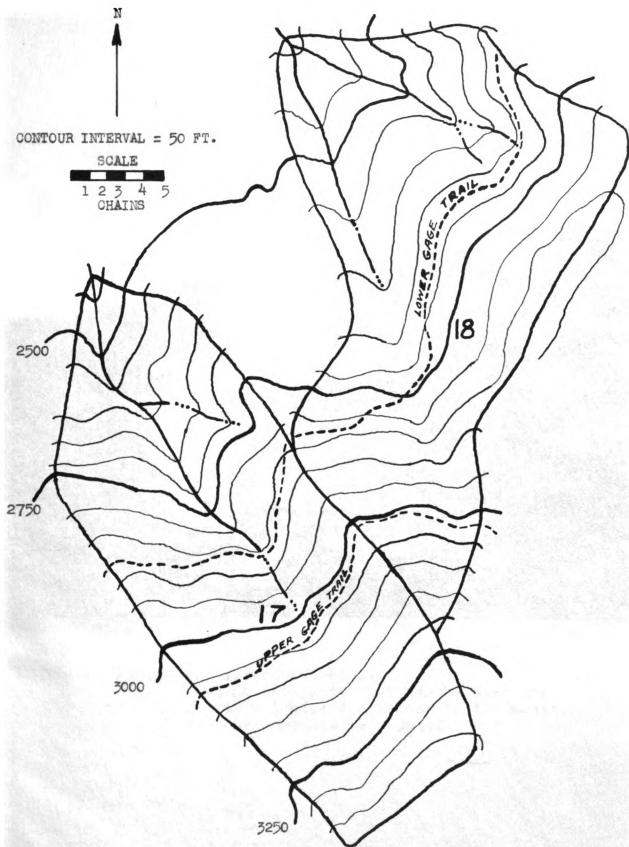 N
CONTOUR INTERVAL = 50 FT.
SCALE
1 2 3 4 5
CHAINS
LOWER GAGE TRAIL
18
2500
2750
17
UPPER GAGE TRAIL
3000
3250